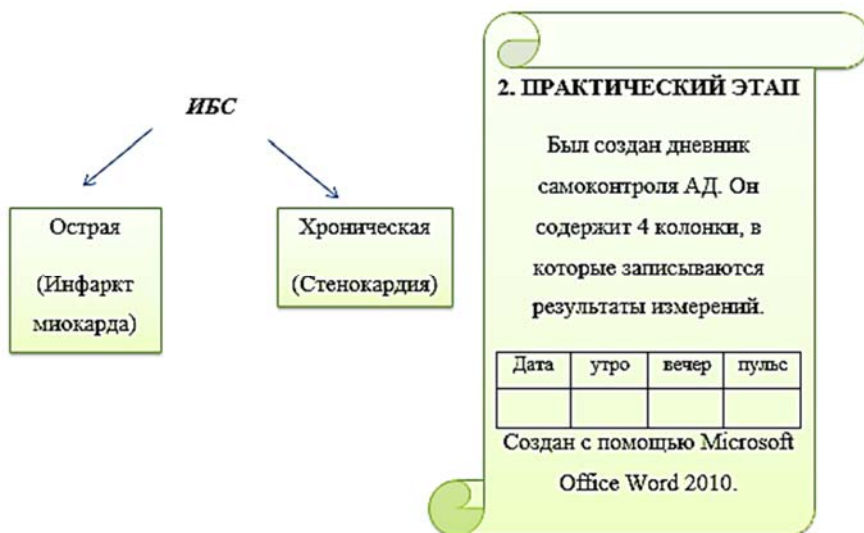 ИБС
Острая
(Инфаркт
миокарда)
Хроническая
(Стенокардия)
2. ПРАКТИЧЕСКИЙ ЭТАП
Был создан дневник
самоконтроля АД. Он
содержит 4 колонки, в
которые записываются
результаты измерений.
Дата утро вечер пульс
Создан с помощью Microsoft
Office Word 2010.